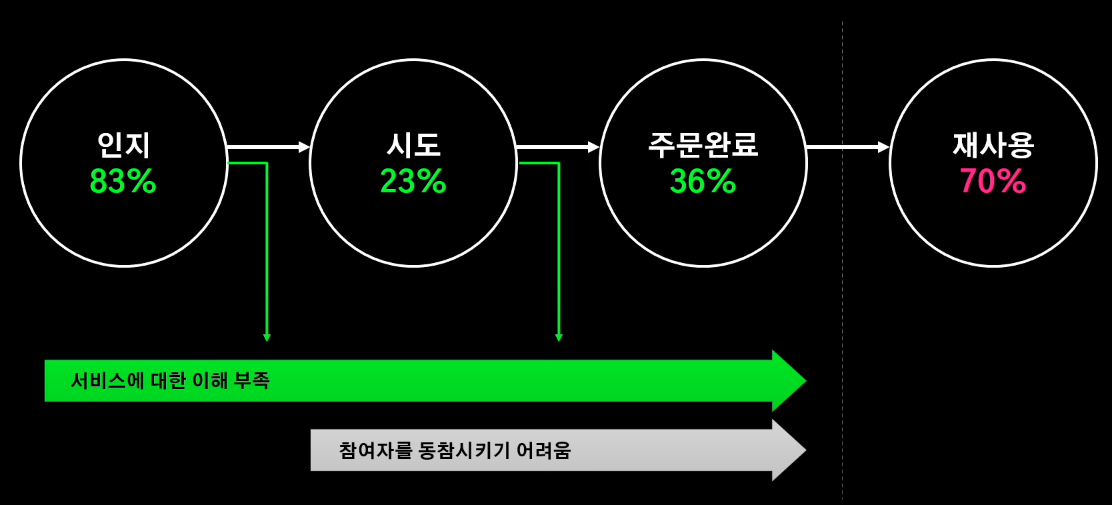 인지
83%
시도
23%
주문완료
36%
재사용
70%
서비스에 대한 이해 부족
참여자를 동참시키기 어려움